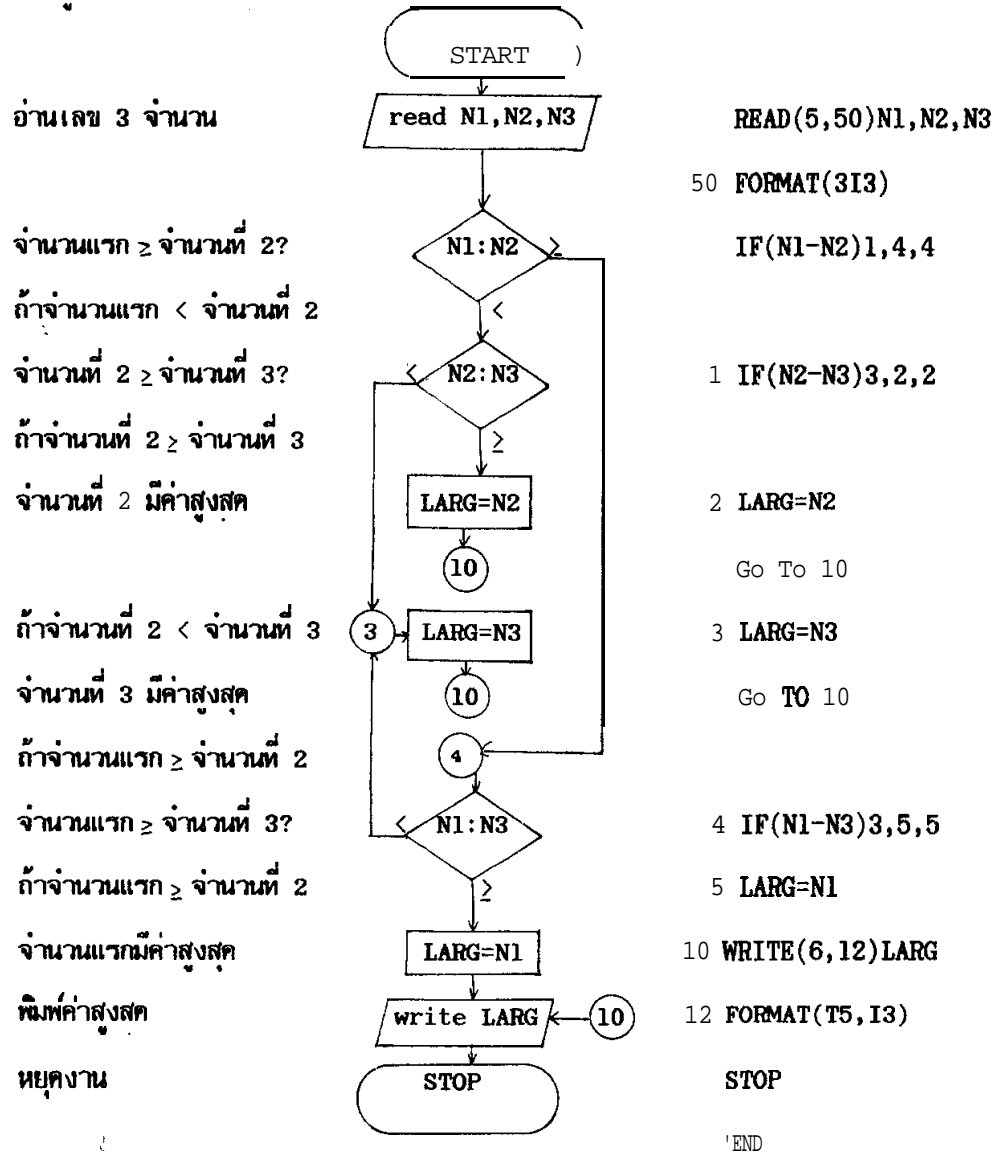 START )
อ่านเลข 3 จำนวน read N1,N2,N3 READ(5,50)N1,N2,N3
50 FORMAT(3I3)
จำนวนแรก ≥ จำนวนที่ 2? N1:N2 ≥ IF(N1-N2)1,4,4
ถ้าจำนวนแรก < จำนวนที่ 2 <
จำนวนที่ 2 ≥ จำนวนที่ 3? < N2:N3 1 IF(N2-N3)3,2,2
ถ้าจำนวนที่ 2 ≥ จำนวนที่ 3 ≥
จำนวนที่ 2 มีค่าสูงสุด LARG=N2 2 LARG=N2
10 Go To 10
ถ้าจำนวนที่ 2 < จำนวนที่ 3 3 LARG=N3 3 LARG=N3
จำนวนที่ 3 มีค่าสูงสุด 10 Go TO 10
ถ้าจำนวนแรก ≥ จำนวนที่ 2 4
จำนวนแรก ≥ จำนวนที่ 3? < N1:N3 4 IF(N1-N3)3,5,5
ถ้าจำนวนแรก ≥ จำนวนที่ 2 ≥ 5 LARG=N1
จำนวนแรกมีค่าสูงสุด LARG=N1 10 WRITE(6,12)LARG
พิมพ์ค่าสูงสุด write LARG 10 12 FORMAT(T5,I3)
หยุดงาน STOP STOP
'END